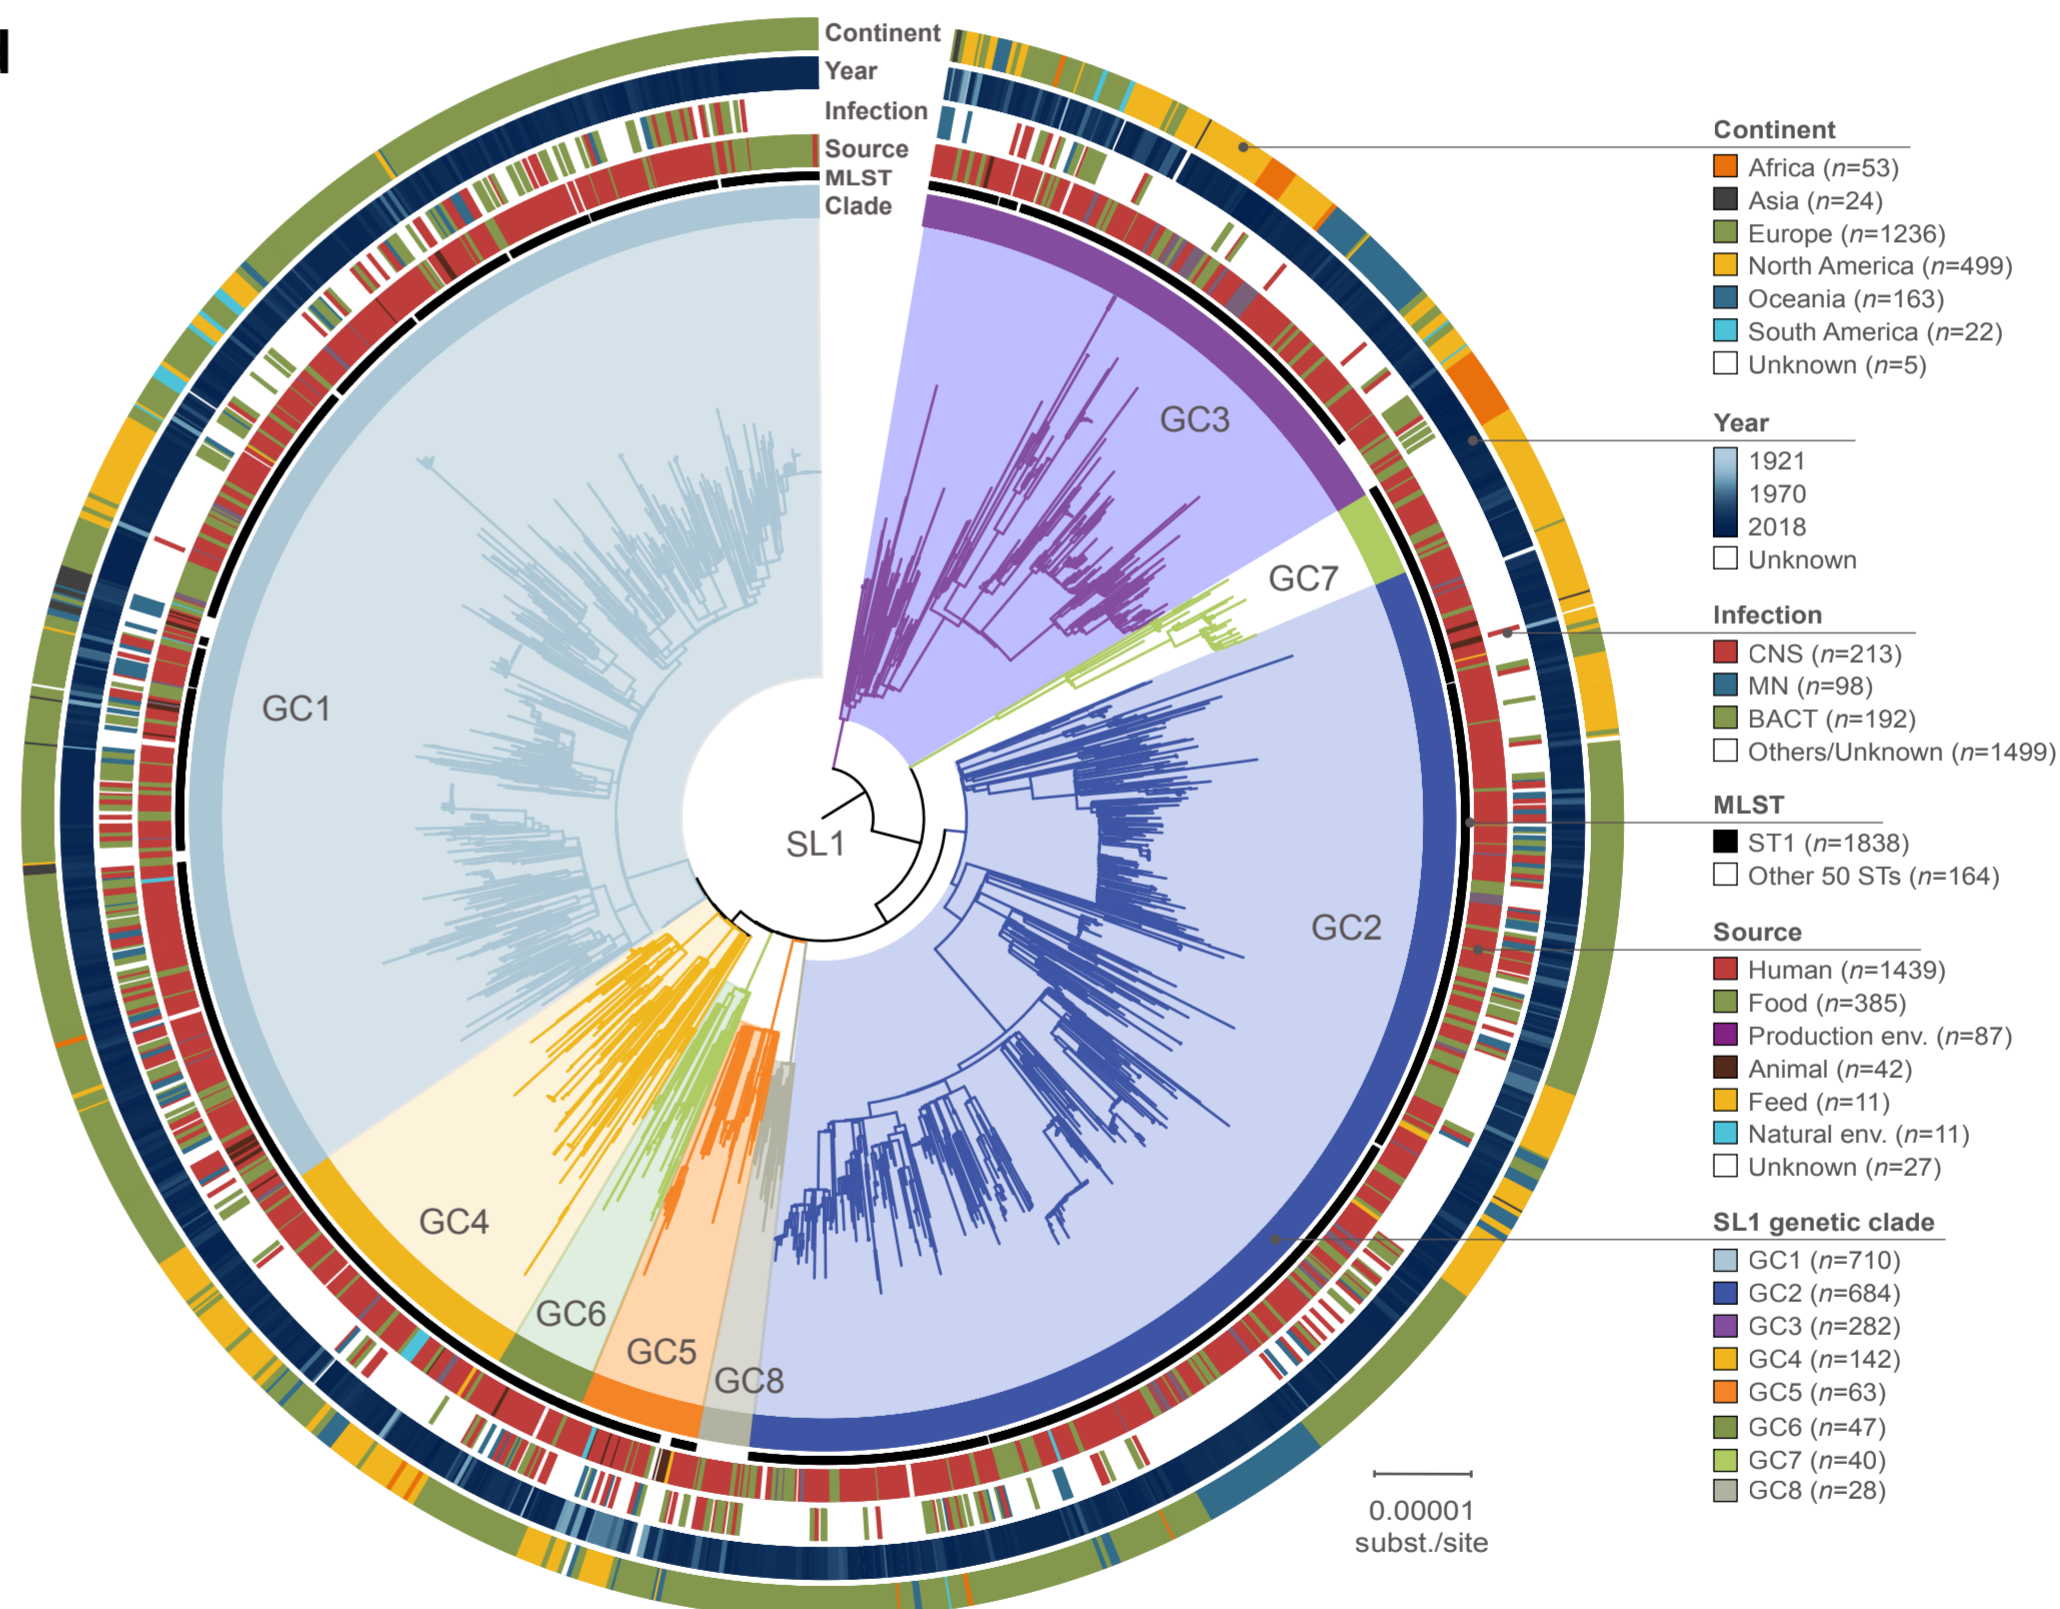 Continent
Year
Infection
Source
MLST
Clade
GC1
GC3
GC7
SL1
GC2
GC4
GC6
GC5
GC8
0.00001
subst./site
Continent
Africa (n=53)
Asia (n=24)
Europe (n=1236)
North America (n=499)
Oceania (n=163)
South America (n=22)
Unknown (n=5)
Year
1921
1970
2018
Unknown
Infection
CNS (n=213)
MN (n=98)
BACT (n=192)
Others/Unknown (n=1499)
MLST
ST1 (n=1838)
Other 50 STs (n=164)
Source
Human (n=1439)
Food (n=385)
Production env. (n=87)
Animal (n=42)
Feed (n=11)
Natural env. (n=11)
Unknown (n=27)
SL1 genetic clade
GC1 (n=710)
GC2 (n=684)
GC3 (n=282)
GC4 (n=142)
GC5 (n=63)
GC6 (n=47)
GC7 (n=40)
GC8 (n=28)